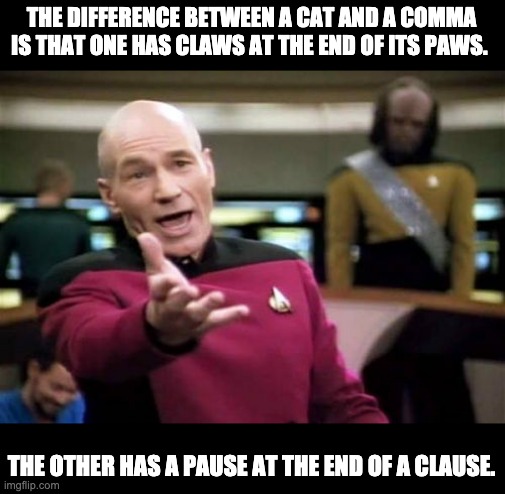 THE DIFFERENCE BETWEEN A CAT AND A COMMA
IS THAT ONE HAS CLAWS AT THE END OF ITS PAWS.
THE OTHER HAS A PAUSE AT THE END OF A CLAUSE.
imgflip.com